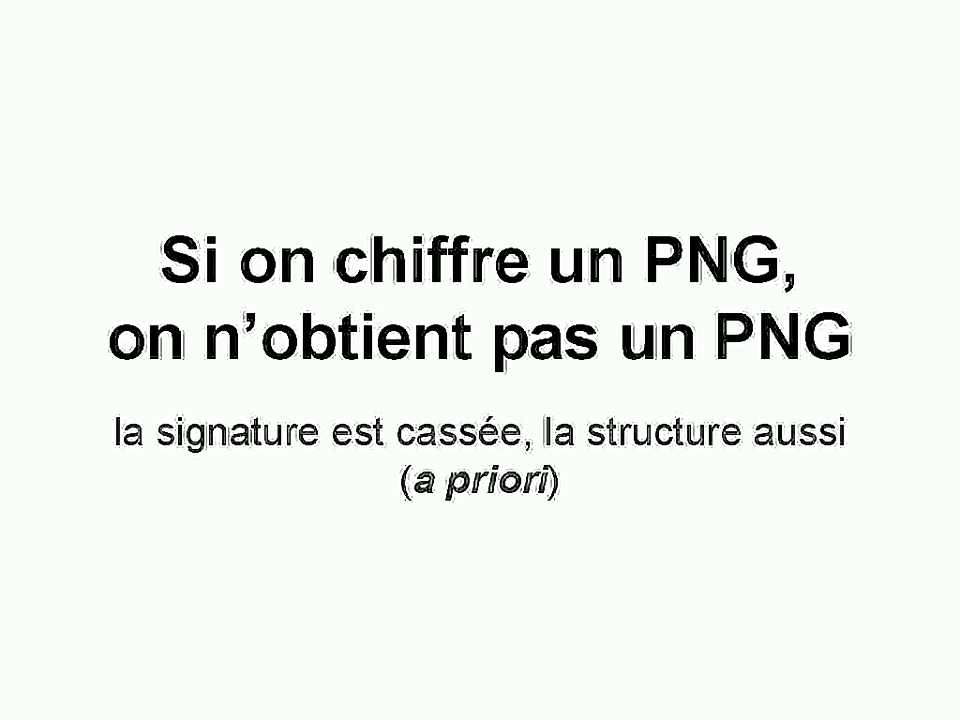 Si on chiffre un PNG,
on n’obtient pas un PNG
la signature est cassée, la structure aussi
(a priori)